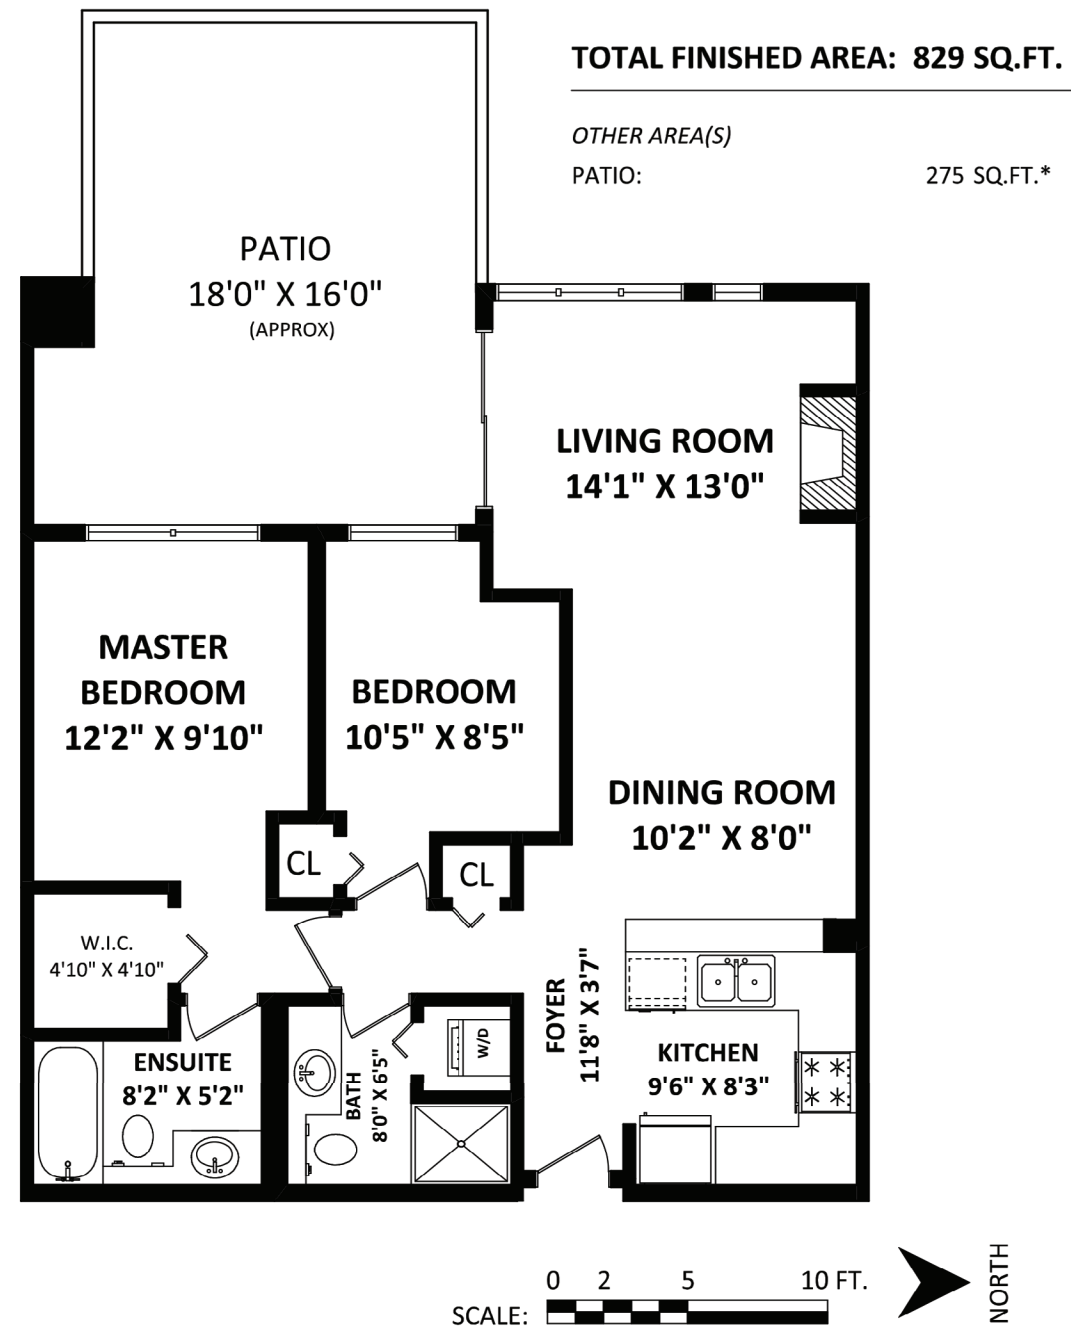 TOTAL FINISHED AREA: 829 SQ.FT.
OTHER AREA(S)
PATIO: 275 SQ.FT.*
PATIO
18'0" X 16'0"
(APPROX)
LIVING ROOM
14'1" X 13'0"
MASTER
BEDROOM
12'2" X 9'10"
BEDROOM
10'5" X 8'5"
DINING ROOM
10'2" X 8'0"
CL
CL
W.I.C.
4'10" X 4'10"
FOYER
11'8" X 3'7"
ENSUITE
8'2" X 5'2"
BATH
8'0" X 6'5"
W/D
KITCHEN
9'6" X 8'3"
0 2 5 10 FT.
SCALE:
NORTH